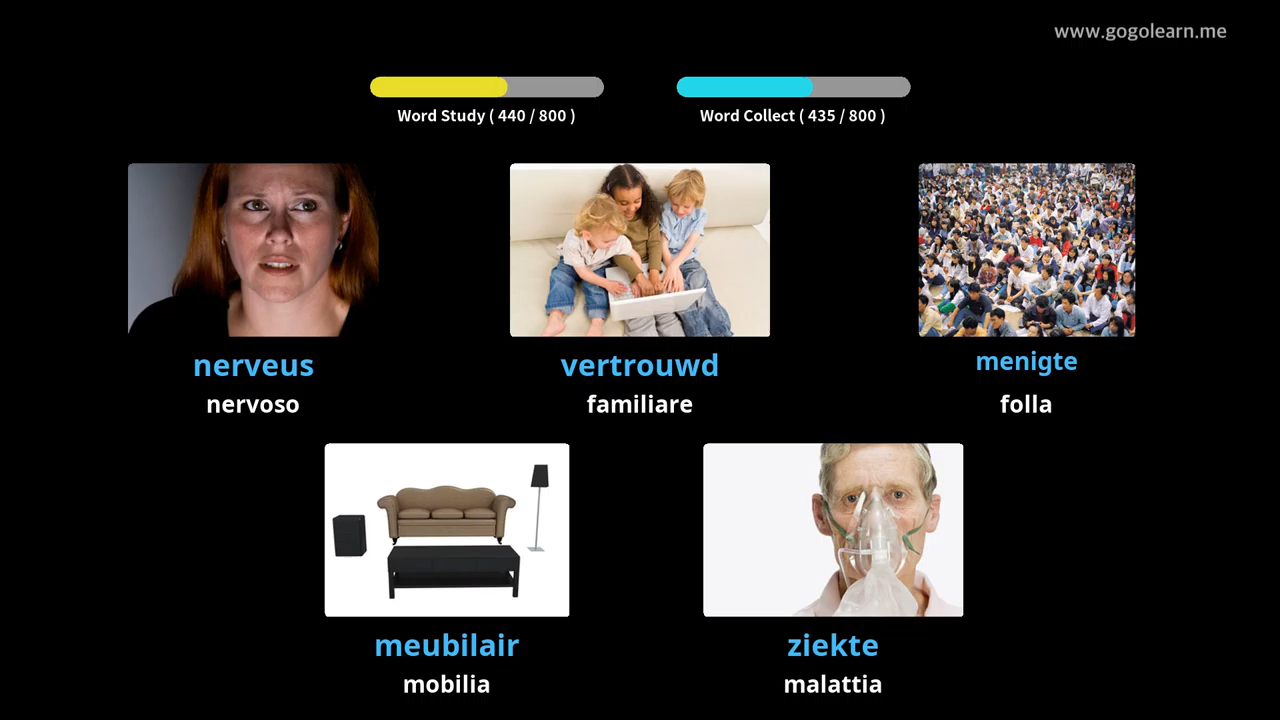 www.gogolearn.me
Word Study ( 440 / 800 )
Word Collect ( 435 / 800 )
nerveus
nervoso
vertrouwd
familiare
menigte
folla
meubilair
mobilia
ziekte
malattia